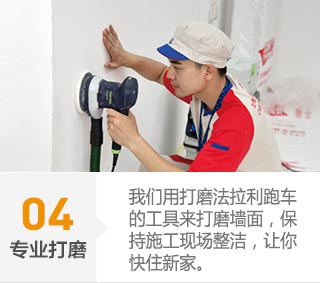 04
专业打磨
我们用打磨法拉利跑车
的工具来打磨墙面，保
持施工现场整洁，让你
快住新家。